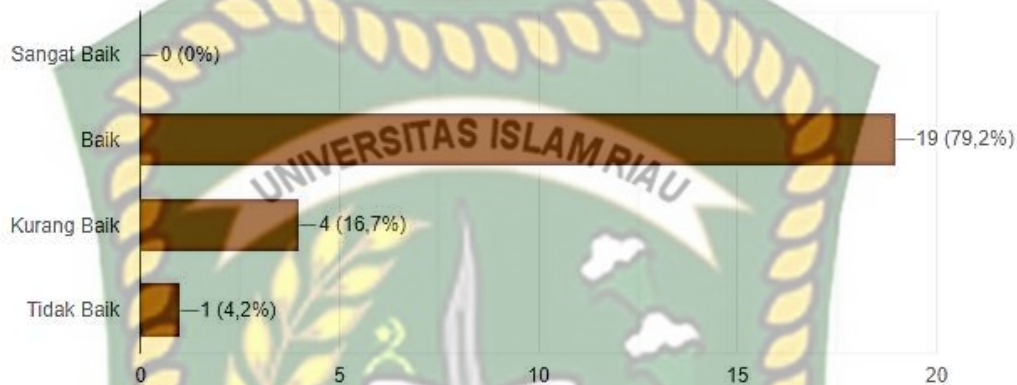 Sangat Baik 0 (0%)
UNIVERSITAS ISLAM RIAU
Baik 19 (79,2%)
Kurang Baik 4 (16,7%)
Tidak Baik 1 (4,2%)
0 5 10 15 20